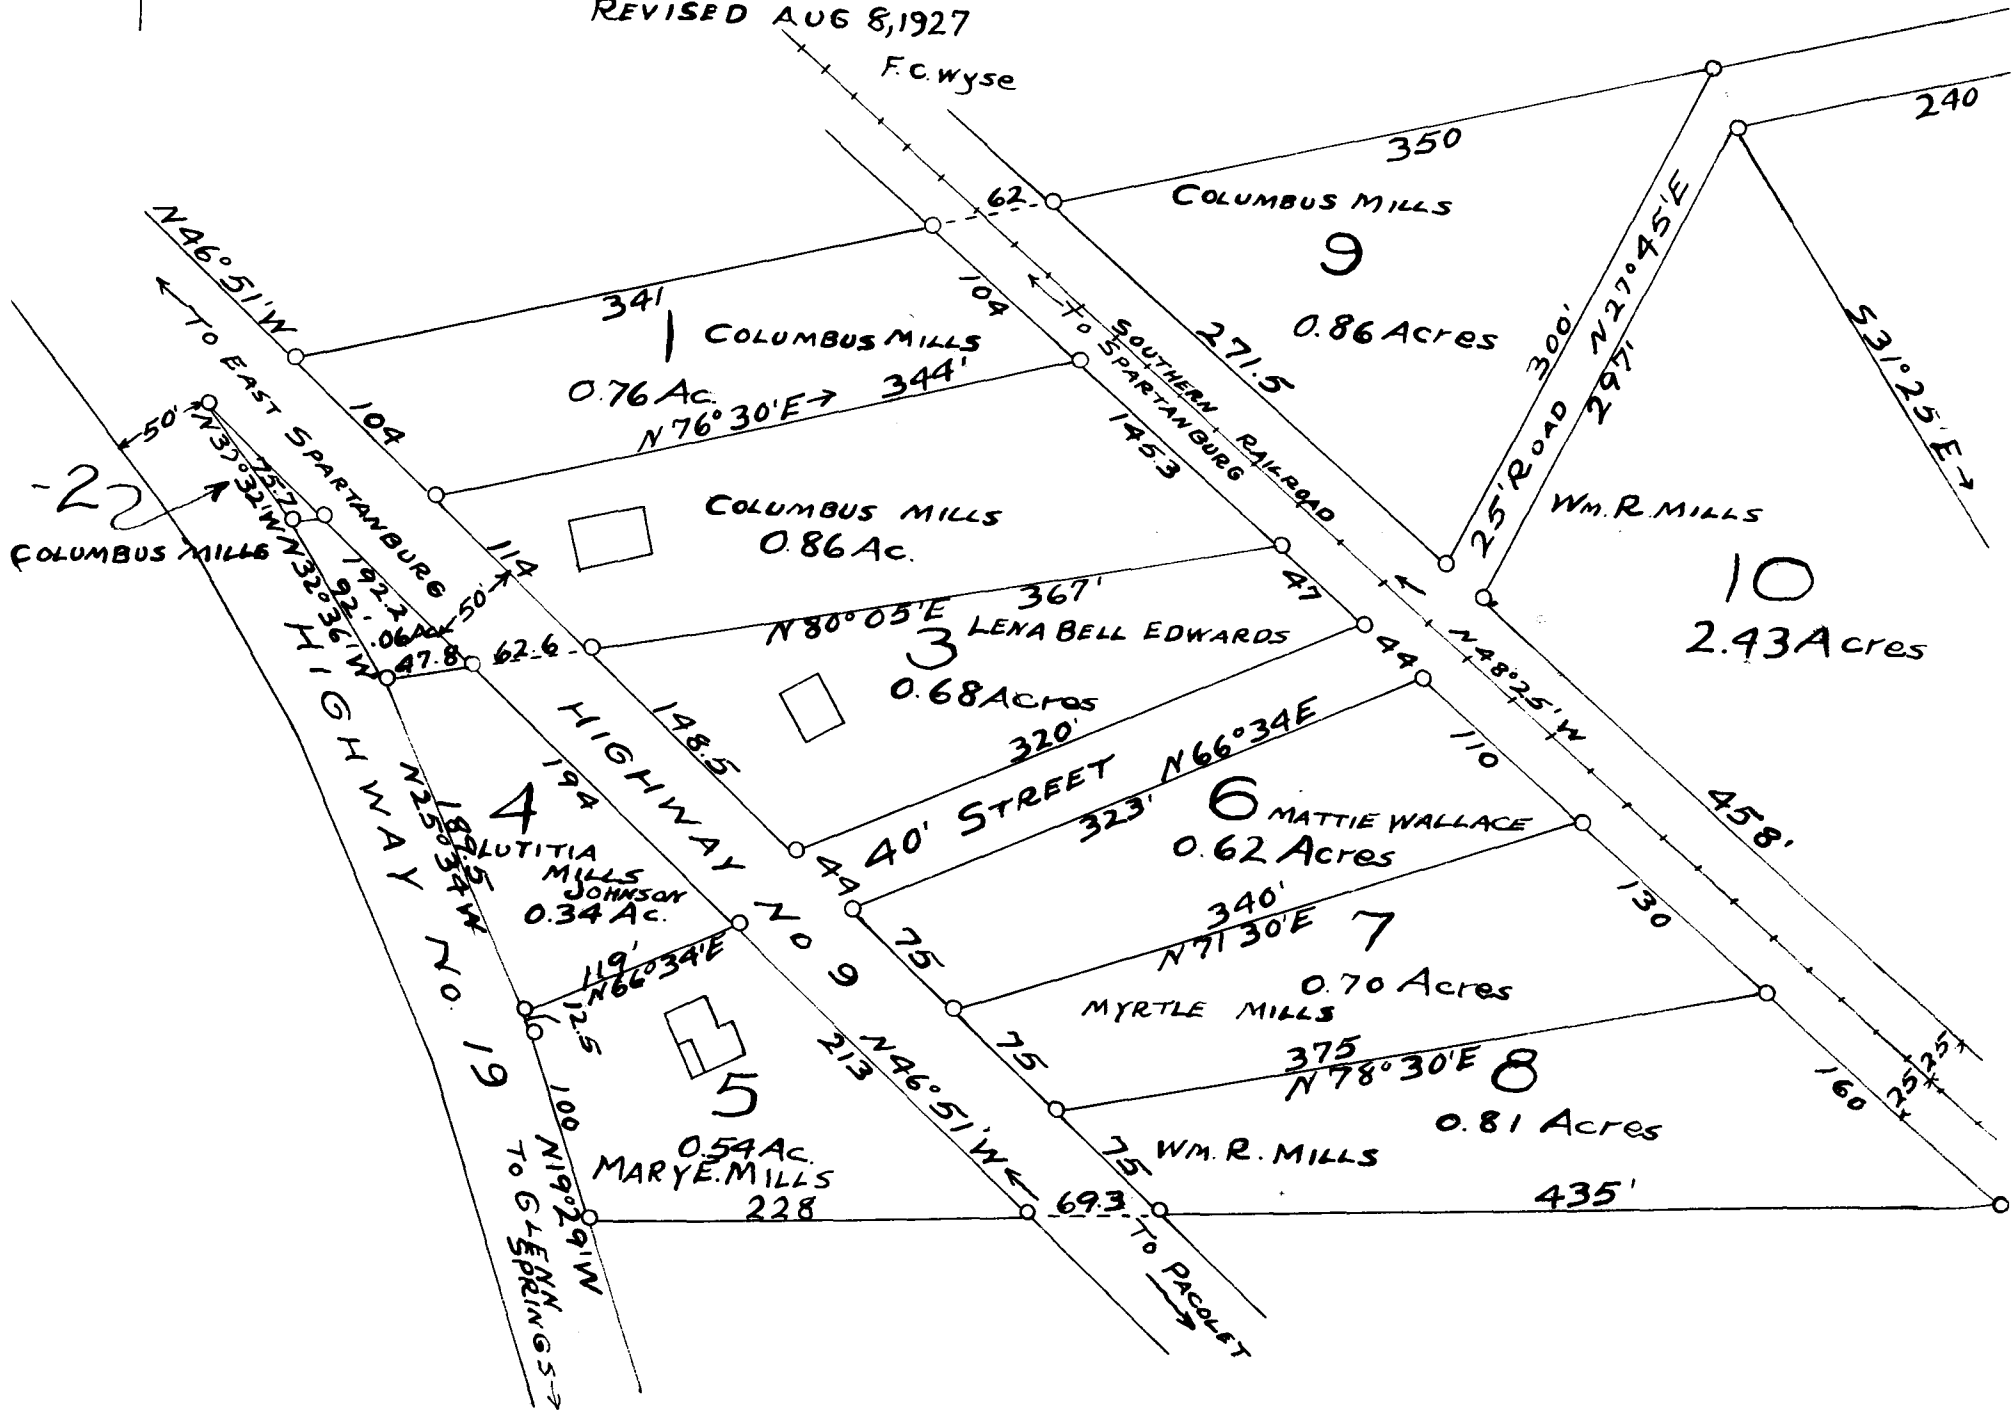 REVISED AUG 8, 1927
F. C. Wyse
240
350
62
COLUMBUS MILLS
9
0.86 Acres
271.5
300'
25' ROAD N27°45'E
297'
S31°25'E→
N46°51'W
←TO EAST SPARTANBURG
341
1 COLUMBUS MILLS
0.76 Ac.
344'
N76°30'E→
104
104
←TO SPARTANBURG
SOUTHERN RAILROAD
145.3
50'
N37°32'W
75.7
-2
COLUMBUS MILLS
N32°36'W
92'
192.2
.06 Ac.
50'
47.8
62.6
114
COLUMBUS MILLS
0.86 Ac.
367'
N80°05'E
3 LENA BELL EDWARDS
0.68 Acres
47
320'
148.5
44
N48°25'W
WM. R. MILLS
10
2.43 Acres
458'
40' STREET N66°34E
323'
44
110
6 MATTIE WALLACE
0.62 Acres
340'
N71 30'E
7
0.70 Acres
MYRTLE MILLS
130
75
375
N78°30'E
8
0.81 Acres
WM. R. MILLS
75
75
160
25 25
435'
HIGHWAY NO 9
N46°51'W←
TO PACOLET
194
4
LUTITIA
MILLS
JOHNSON
0.34 Ac.
189.5
N25°34W
119'
N66°34'E
12.5
213
5
0.54 Ac.
MARY E. MILLS
228
69.3
100
N19°29'W
HIGHWAY NO. 19
TO GLENN
SPRINGS→